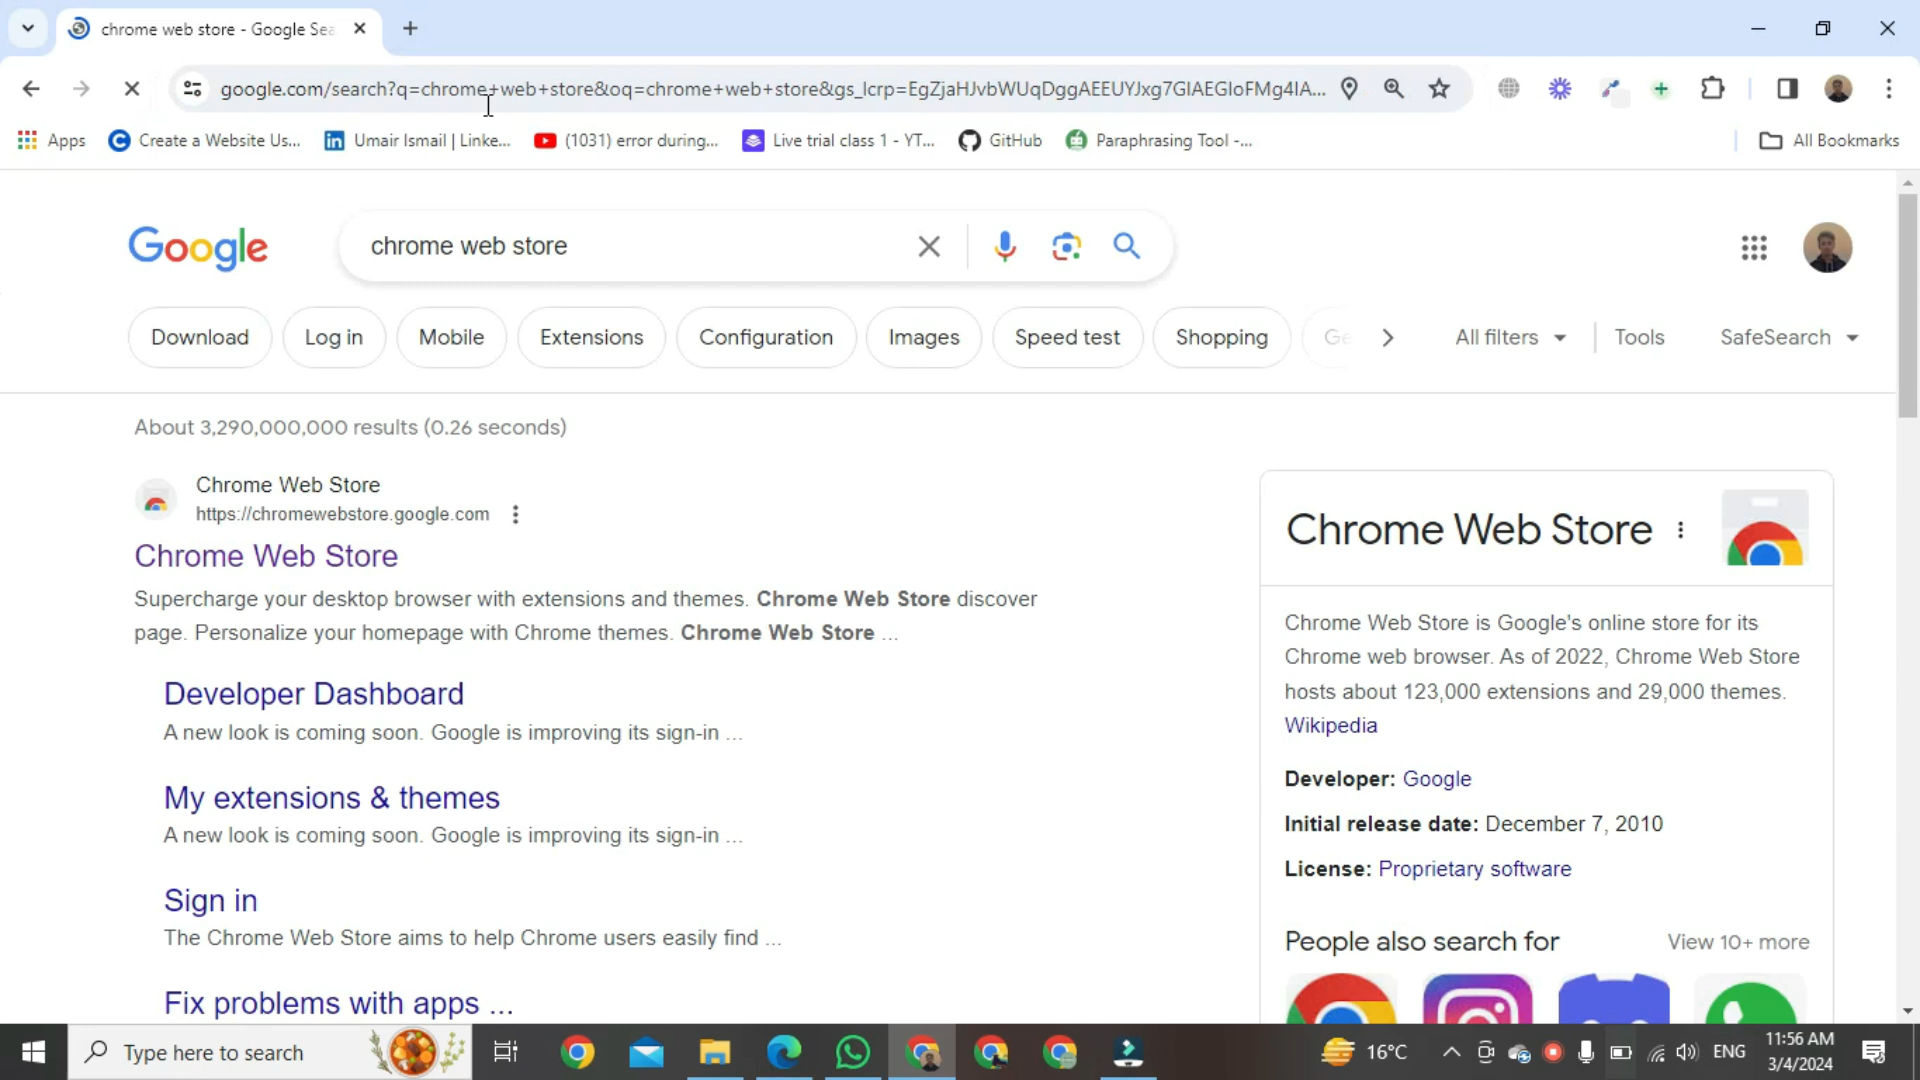 chrome web store - Google Sea
google.com/search?q=chrome+web+store&oq=chrome+web+store&gs_lcrp=EgZjaHJvbWUqDggAEEUYJxg7GIAEGIoFMg4IA...
Apps
Create a Website Us...
Umair Ismail | Linke...
(1031) error during...
Live trial class 1 - YT...
GitHub
Paraphrasing Tool -...
All Bookmarks
Google
chrome web store
Download
Log in
Mobile
Extensions
Configuration
Images
Speed test
Shopping
Ge
All filters
Tools
SafeSearch
About 3,290,000,000 results (0.26 seconds)
Chrome Web Store
https://chromewebstore.google.com
Chrome Web Store
Supercharge your desktop browser with extensions and themes. Chrome Web Store discover
page. Personalize your homepage with Chrome themes. Chrome Web Store ...
Developer Dashboard
A new look is coming soon. Google is improving its sign-in ...
My extensions & themes
A new look is coming soon. Google is improving its sign-in ...
Sign in
The Chrome Web Store aims to help Chrome users easily find ...
Fix problems with apps ...
Chrome Web Store
Chrome Web Store is Google's online store for its
Chrome web browser. As of 2022, Chrome Web Store
hosts about 123,000 extensions and 29,000 themes.
Wikipedia
Developer: Google
Initial release date: December 7, 2010
License: Proprietary software
People also search for
View 10+ more
Type here to search
16°C
ENG
11:56 AM
3/4/2024